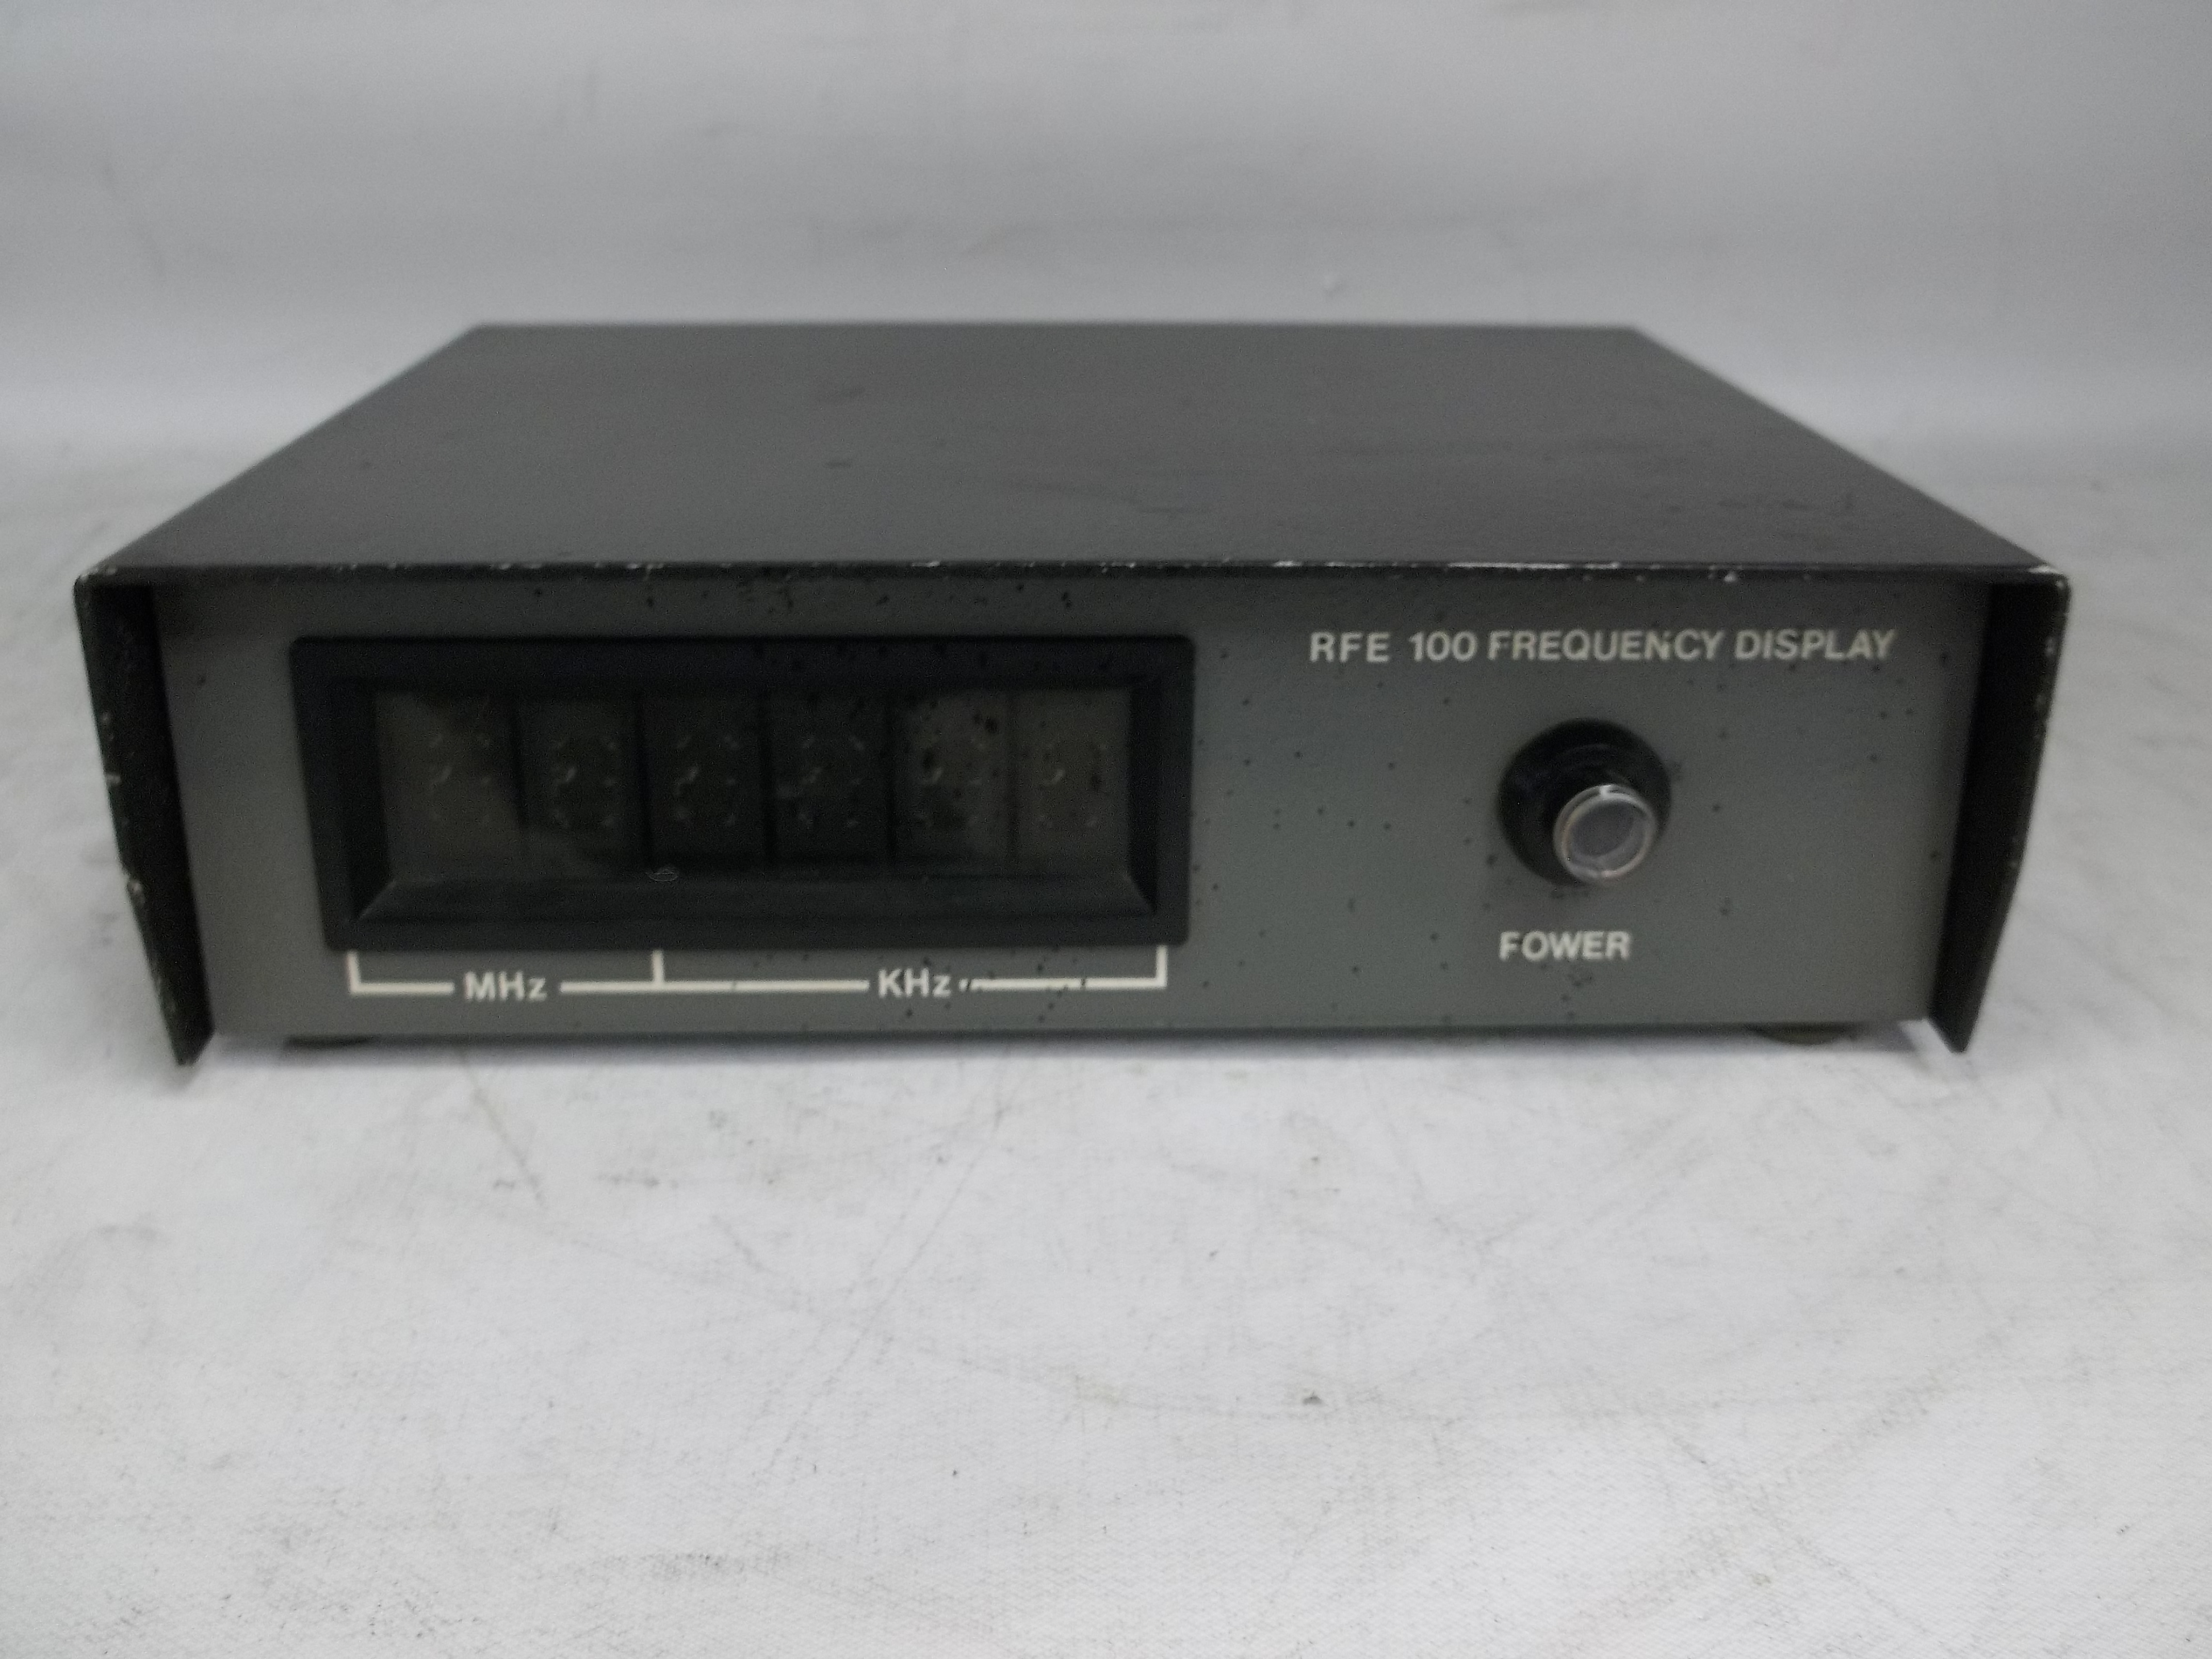 RFE 100 FREQUENCY DISPLAY
FOWER
MHz KHz